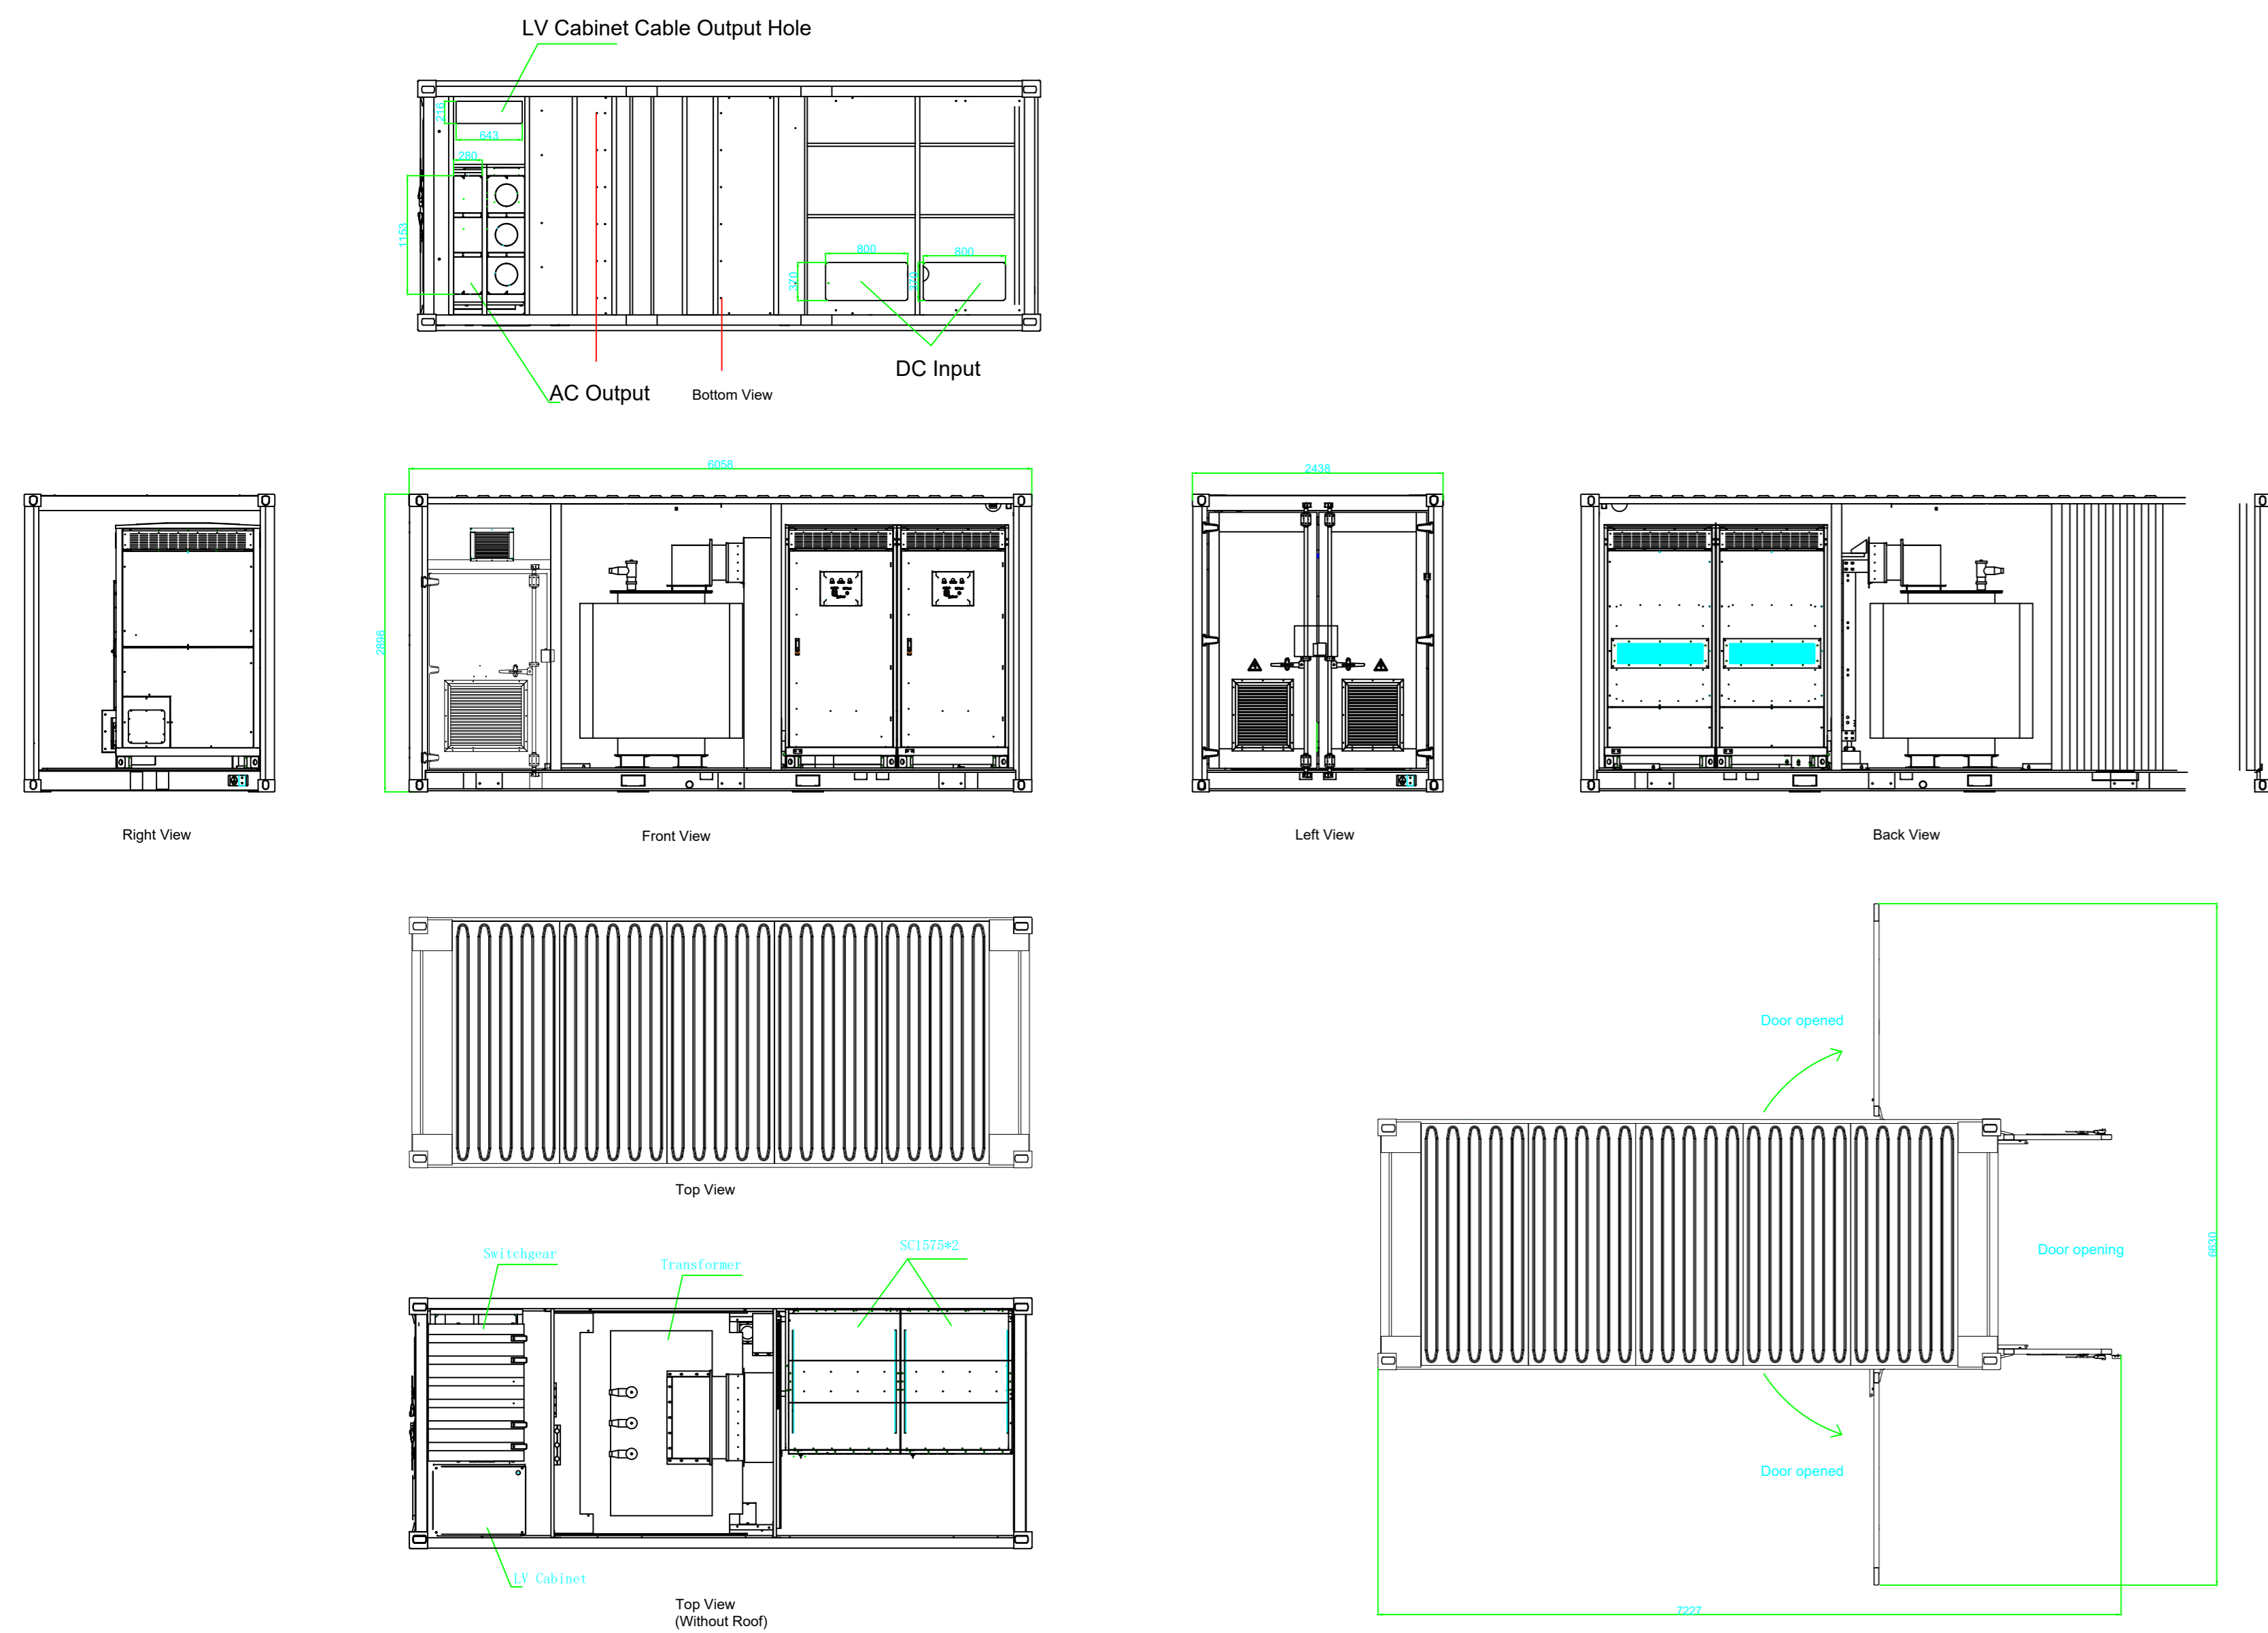 LV Cabinet Cable Output Hole
216
643
280
1153
800
800
370
370
DC Input
AC Output
Bottom View
6058
2438
2896
Right View
Front View
Left View
Back View
Door opened
Top View
Door opening
6630
Switchgear
Transformer
SC1575*2
Door opened
LV Cabinet
Top View
(Without Roof)
7227